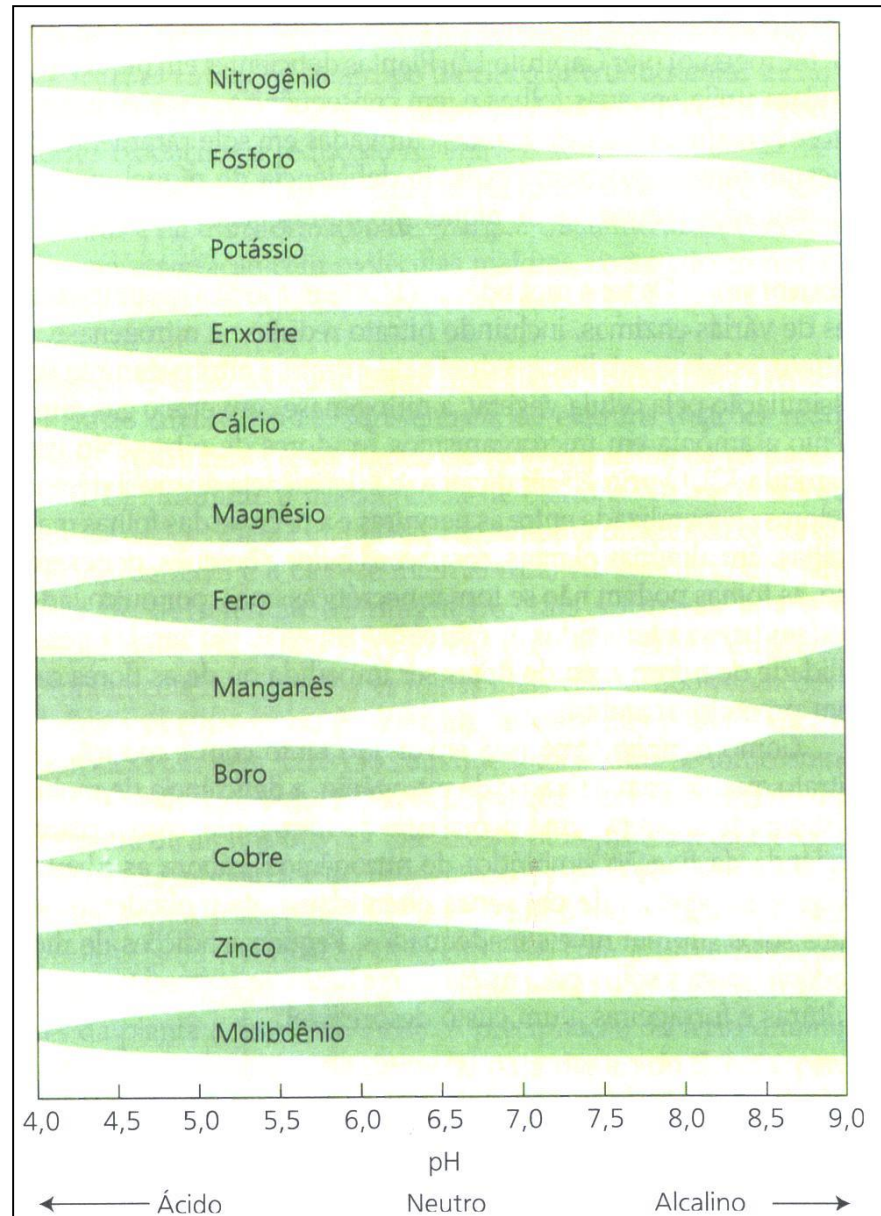 Nitrogênio
Fósforo
Potássio
Enxofre
Cálcio
Magnésio
Ferro
Manganês
Boro
Cobre
Zinco
Molibdênio
4,0 4,5 5,0 5,5 6,0 6,5 7,0 7,5 8,0 8,5 9,0
pH
Ácido Neutro Alcalino